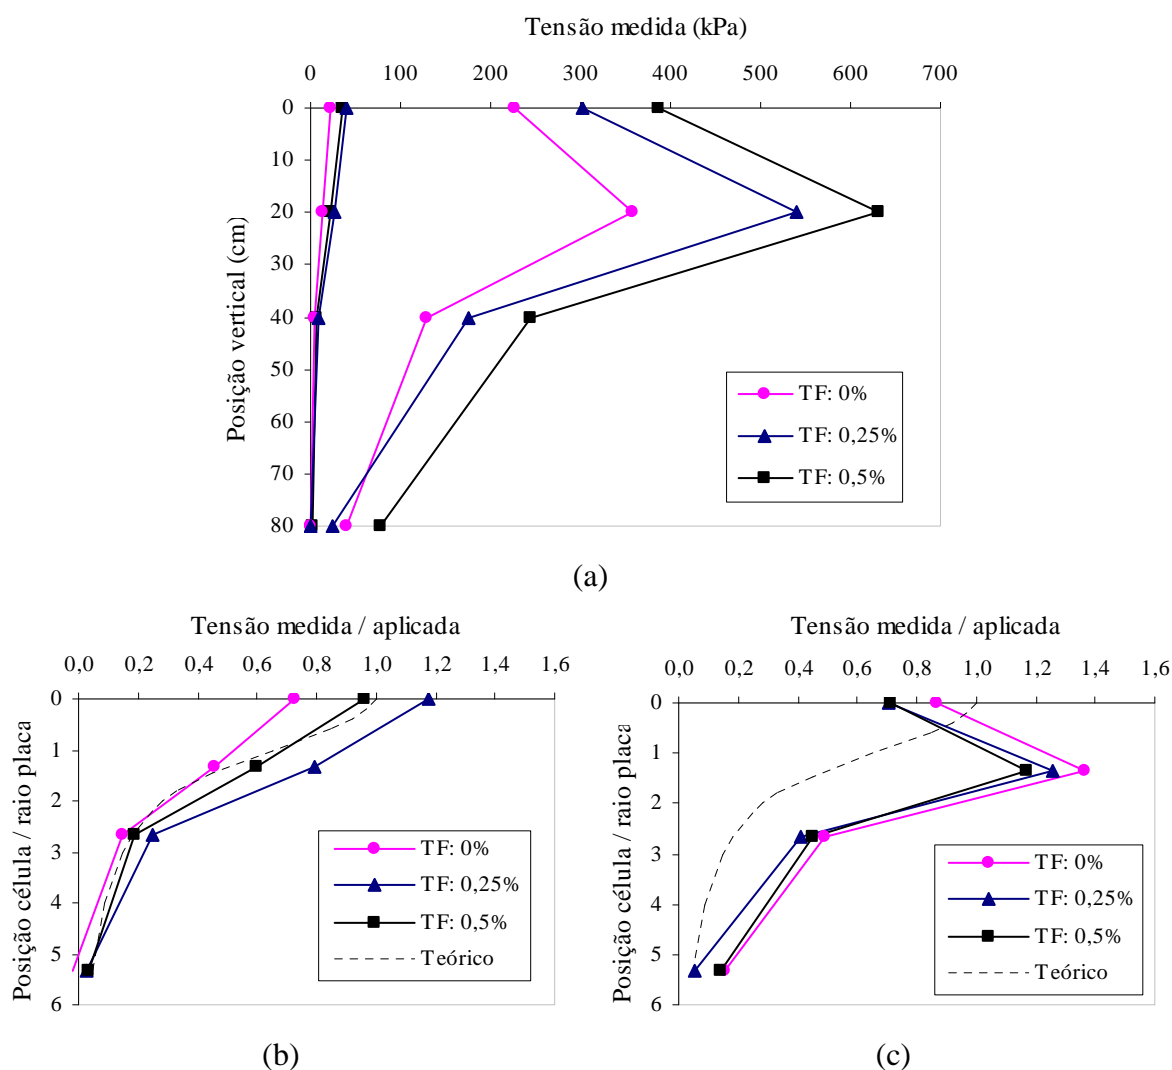 Tensão medida (kPa)
0 100 200 300 400 500 600 700
0
10
20
30
40
50
60
70
80
Posição vertical (cm)
TF: 0%
TF: 0,25%
TF: 0,5%
(a)
Tensão medida / aplicada
0,0 0,2 0,4 0,6 0,8 1,0 1,2 1,4 1,6
0
1
2
3
4
5
6
Posição célula / raio placa
TF: 0%
TF: 0,25%
TF: 0,5%
Teórico
(b)
Tensão medida / aplicada
0,0 0,2 0,4 0,6 0,8 1,0 1,2 1,4 1,6
0
1
2
3
4
5
6
Posição célula / raio placa
TF: 0%
TF: 0,25%
TF: 0,5%
Teórico
(c)